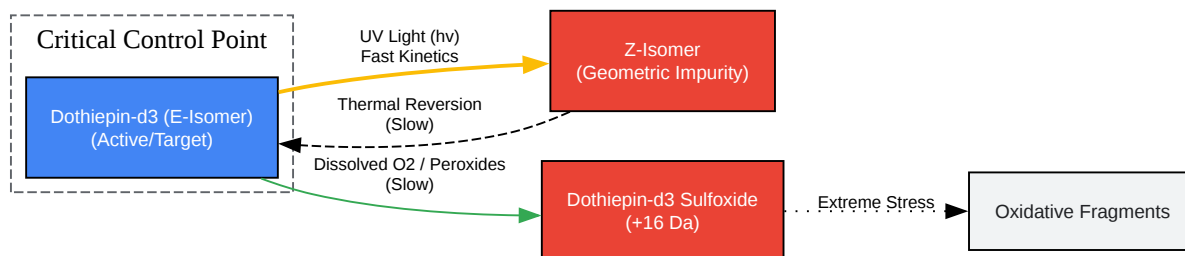 Critical Control Point
Dothiepin-d3 (E-Isomer)
(Active/Target)
UV Light (hv)
Fast Kinetics
Z-Isomer
(Geometric Impurity)
Thermal Reversion
(Slow)
Dissolved O2 / Peroxides
(Slow)
Dothiepin-d3 Sulfoxide
(+16 Da)
Extreme Stress
Oxidative Fragments